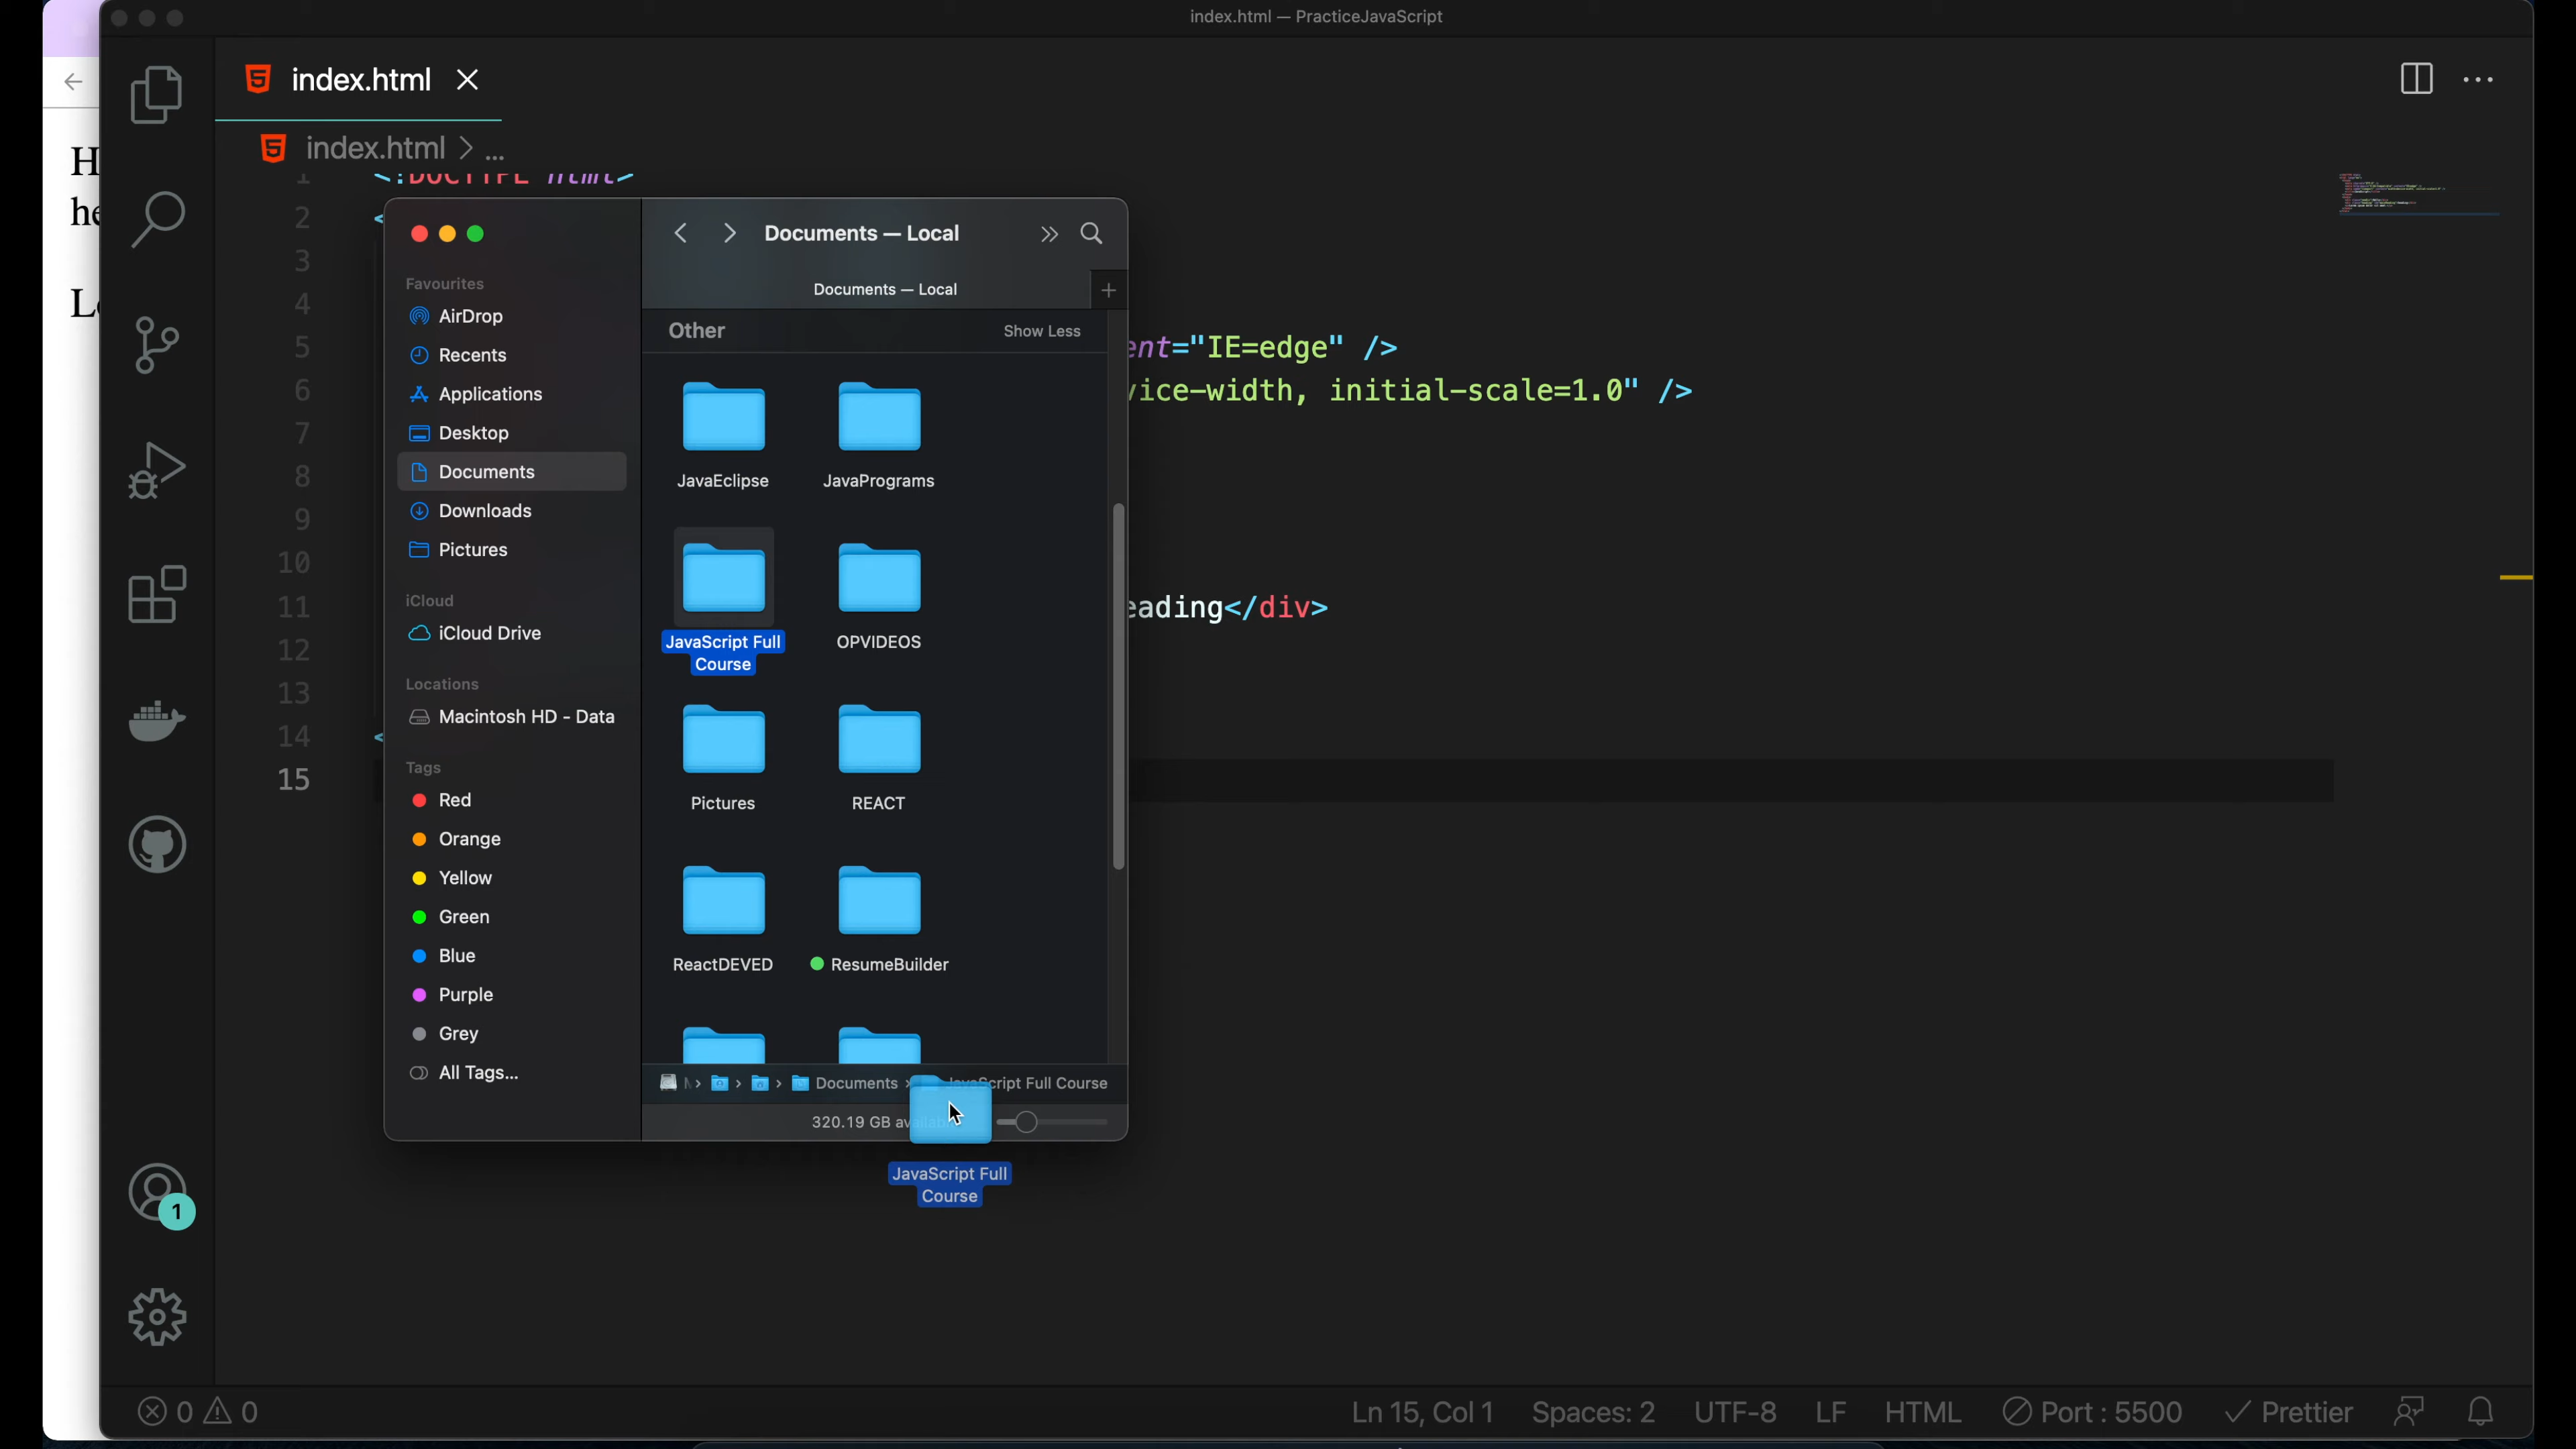 index.html — PracticeJavaScript
index.html
index.html > ...
H
he
1 <!DOCTYPE html>
2 <
3
4
5 ent="IE=edge" />
6 vice-width, initial-scale=1.0" />
7
8
9
10
11 eading</div>
12
13
14 <
15
Documents — Local
Documents — Local
Favourites
AirDrop
Recents
Applications
Desktop
Documents
Downloads
Pictures
iCloud
iCloud Drive
Locations
Macintosh HD - Data
Tags
Red
Orange
Yellow
Green
Blue
Purple
Grey
All Tags...
Other Show Less
JavaEclipse JavaPrograms
JavaScript Full
Course
OPVIDEOS
Pictures REACT
ReactDEVED ResumeBuilder
Documents JavaScript Full Course
320.19 GB
JavaScript Full
Course
1
0 0 Ln 15, Col 1 Spaces: 2 UTF-8 LF HTML Port : 5500 Prettier